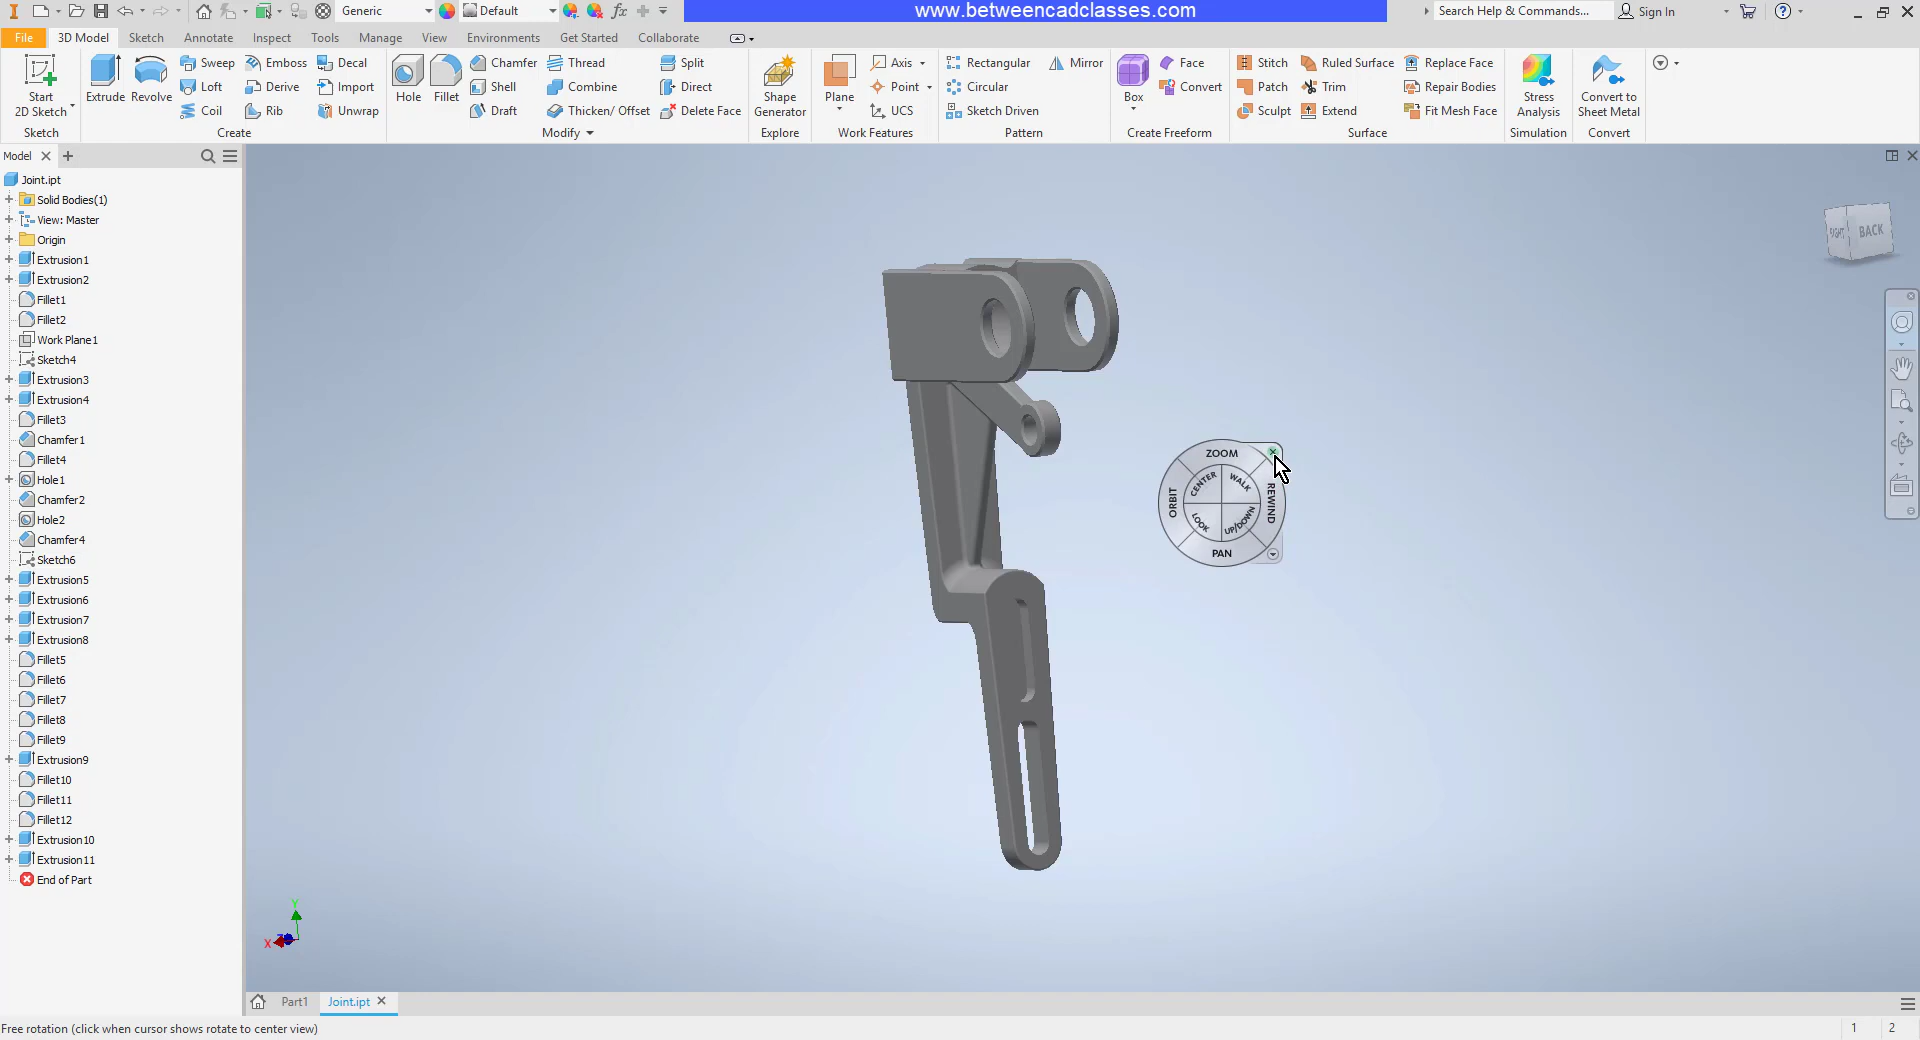 Generic
Default
fx
www.betweencadclasses.com
Search Help & Commands...
Sign In
File
3D Model
Sketch
Annotate
Inspect
Tools
Manage
View
Environments
Get Started
Collaborate
Start
2D Sketch
Sketch
Extrude
Revolve
Sweep
Emboss
Decal
Loft
Derive
Import
Coil
Rib
Unwrap
Create
Hole
Fillet
Chamfer
Thread
Split
Shell
Combine
Direct
Draft
Thicken/ Offset
Delete Face
Modify
Shape
Generator
Explore
Plane
Axis
Point
UCS
Work Features
Rectangular
Mirror
Circular
Sketch Driven
Pattern
Box
Face
Convert
Create Freeform
Stitch
Ruled Surface
Replace Face
Patch
Trim
Repair Bodies
Sculpt
Extend
Fit Mesh Face
Surface
Stress
Analysis
Simulation
Convert to
Sheet Metal
Convert
Model
Joint.ipt
Solid Bodies(1)
View: Master
Origin
Extrusion1
Extrusion2
Fillet1
Fillet2
Work Plane1
Sketch4
Extrusion3
Extrusion4
Fillet3
Chamfer1
Fillet4
Hole1
Chamfer2
Hole2
Chamfer4
Sketch6
Extrusion5
Extrusion6
Extrusion7
Extrusion8
Fillet5
Fillet6
Fillet7
Fillet8
Fillet9
Extrusion9
Fillet10
Fillet11
Fillet12
Extrusion10
Extrusion11
End of Part
RIGHT
BACK
ZOOM
CENTER
WALK
ORBIT
REWIND
LOOK
UP/DOWN
PAN
Y
X
Z
Part1
Joint.ipt
Free rotation (click when cursor shows rotate to center view)
1
2